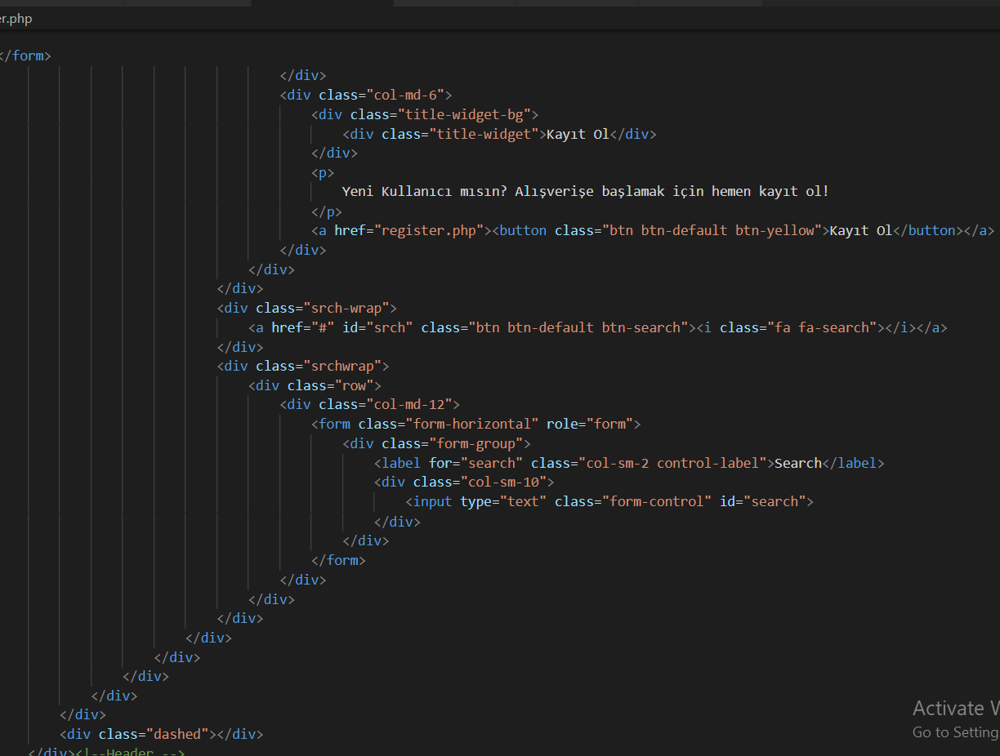 er.php
</form>
</div>
<div class="col-md-6">
<div class="title-widget-bg">
<div class="title-widget">Kayıt Ol</div>
</div>
<p>
Yeni Kullanıcı mısın? Alışverişe başlamak için hemen kayıt ol!
</p>
<a href="register.php"><button class="btn btn-default btn-yellow">Kayıt Ol</button></a>
</div>
</div>
</div>
<div class="srch-wrap">
<a href="#" id="srch" class="btn btn-default btn-search"><i class="fa fa-search"></i></a>
</div>
<div class="srchwrap">
<div class="row">
<div class="col-md-12">
<form class="form-horizontal" role="form">
<div class="form-group">
<label for="search" class="col-sm-2 control-label">Search</label>
<div class="col-sm-10">
<input type="text" class="form-control" id="search">
</div>
</div>
</form>
</div>
</div>
</div>
</div>
</div>
</div>
</div>
</div>
<div class="dashed"></div>
</div><!--Header -->
Activate W
Go to Setting